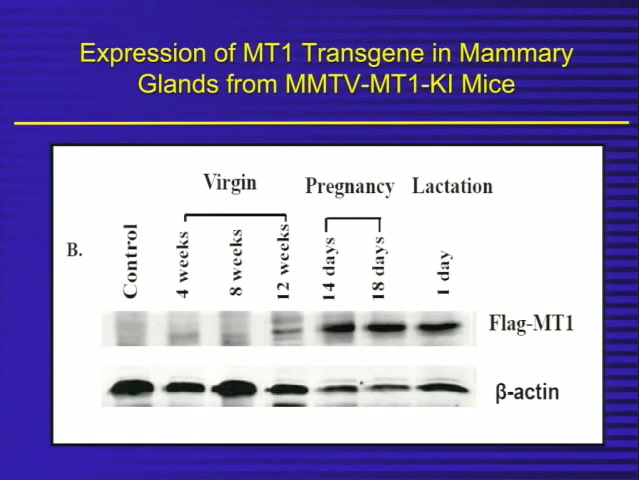 Expression of MT1 Transgene in Mammary
Glands from MMTV-MT1-KI Mice
Virgin
Pregnancy
Lactation
B.
Control
4 weeks
8 weeks
12 weeks
14 days
18 days
1 day
Flag-MT1
β-actin